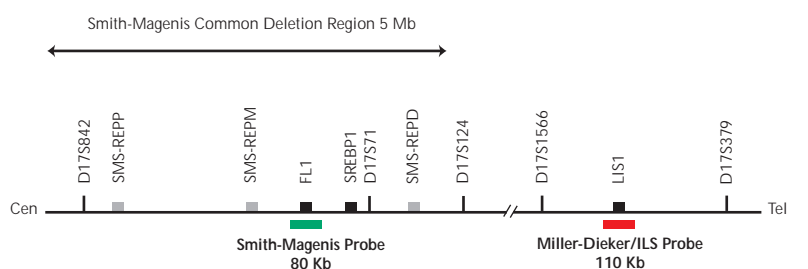 Smith-Magenis Common Deletion Region 5 Mb
D17S842
SMS-REPP
SMS-REPM
FL1
SREBP1
D17S71
SMS-REPD
D17S124
D17S1566
LIS1
D17S379
Cen
Tel
Smith-Magenis Probe
80 Kb
Miller-Dieker/ILS Probe
110 Kb